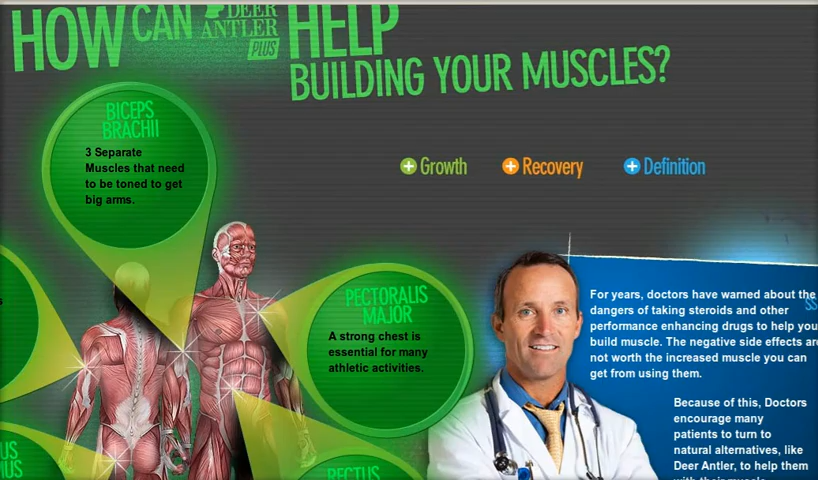 HOW CAN DEER ANTLER PLUS HELP
BUILDING YOUR MUSCLES?
BICEPS
BRACHII
3 Separate
Muscles that need
to be toned to get
big arms.
Growth
Recovery
Definition
PECTORALIS
MAJOR
A strong chest is
essential for many
athletic activities.
For years, doctors have warned about the
dangers of taking steroids and other
performance enhancing drugs to help you
build muscle. The negative side effects are
not worth the increased muscle you can
get from using them.
Because of this, Doctors
encourage many
patients to turn to
natural alternatives, like
Deer Antler, to help them